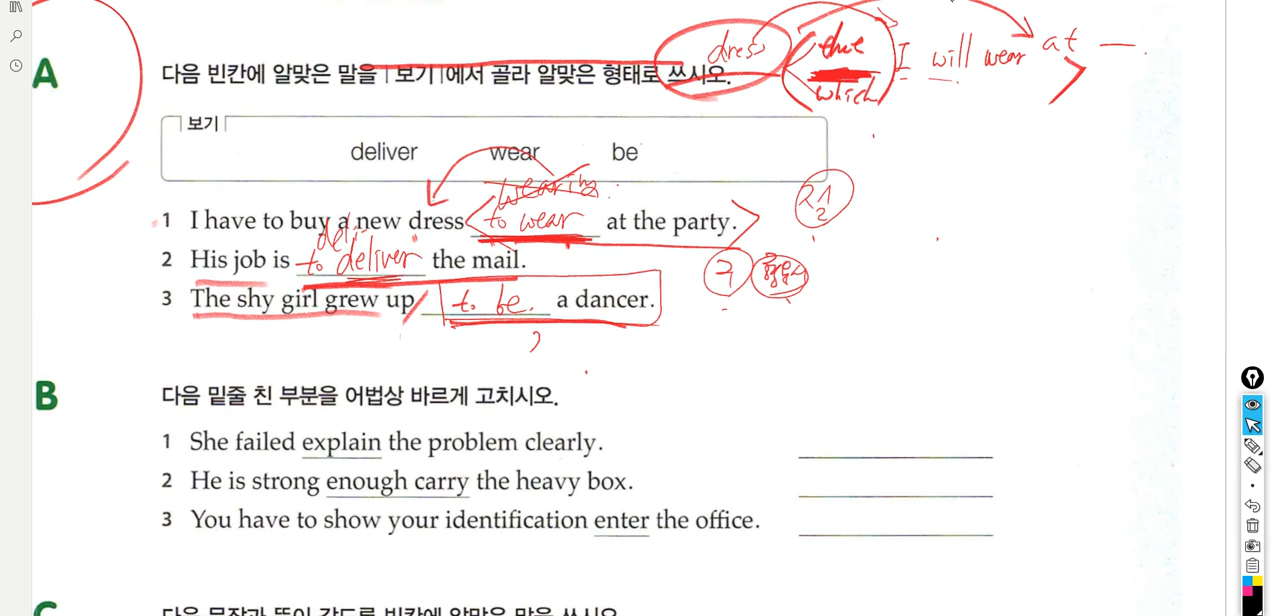 dress that I will wear at —.
which
A 다음 빈칸에 알맞은 말을 |보기|에서 골라 알맞은 형태로 쓰시오.
보기
deliver wear be
wearing
1 I have to buy a new dress to wear at the party.
deli
2 His job is to deliver the mail.
3 The shy girl grew up to be a dancer.
B 다음 밑줄 친 부분을 어법상 바르게 고치시오.
1 She failed explain the problem clearly.
2 He is strong enough carry the heavy box.
3 You have to show your identification enter the office.